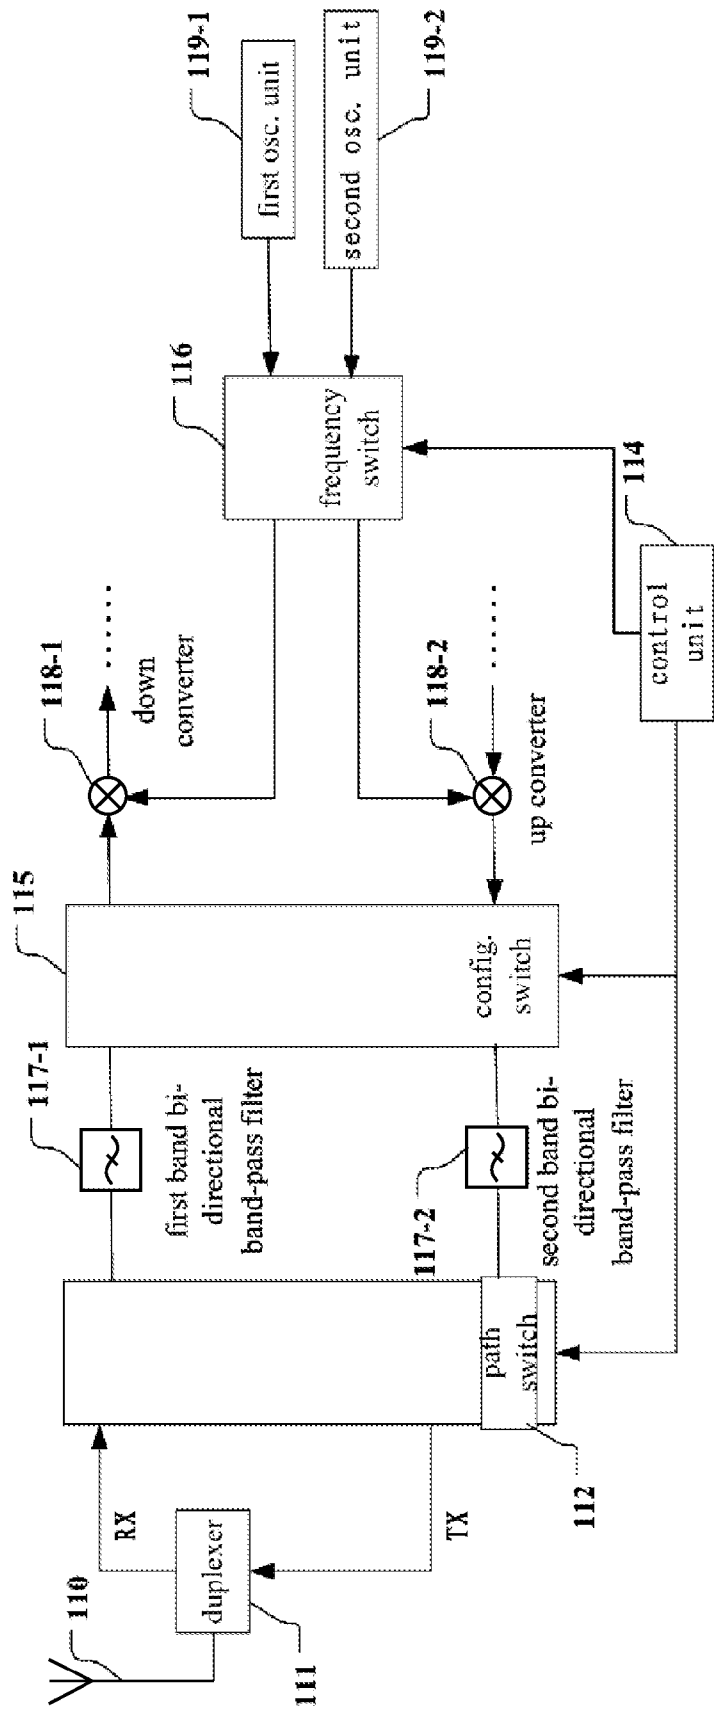 110
duplexer
111
RX
TX
path
switch
112
117-1
first band bi-
directional
band-pass filter
117-2
second band bi-
directional
band-pass filter
115
config.
switch
118-1
down
converter
......
118-2
up converter
......
control
unit
114
116
frequency
switch
first osc. unit
119-1
second osc. unit
119-2